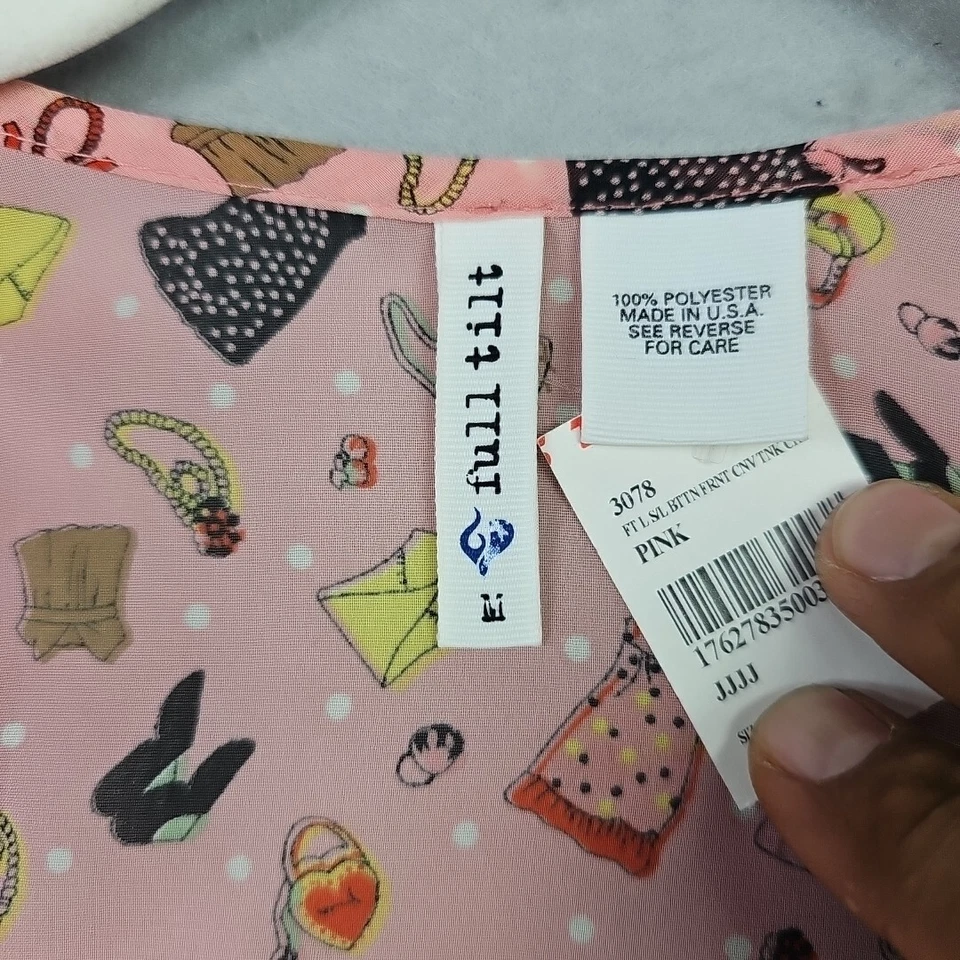 full tilt
M
100% POLYESTER
MADE IN U.S.A.
SEE REVERSE
FOR CARE
3078
FT L SL BTTN FRNT CNV TNK
PINK
17627835003
JJJJ